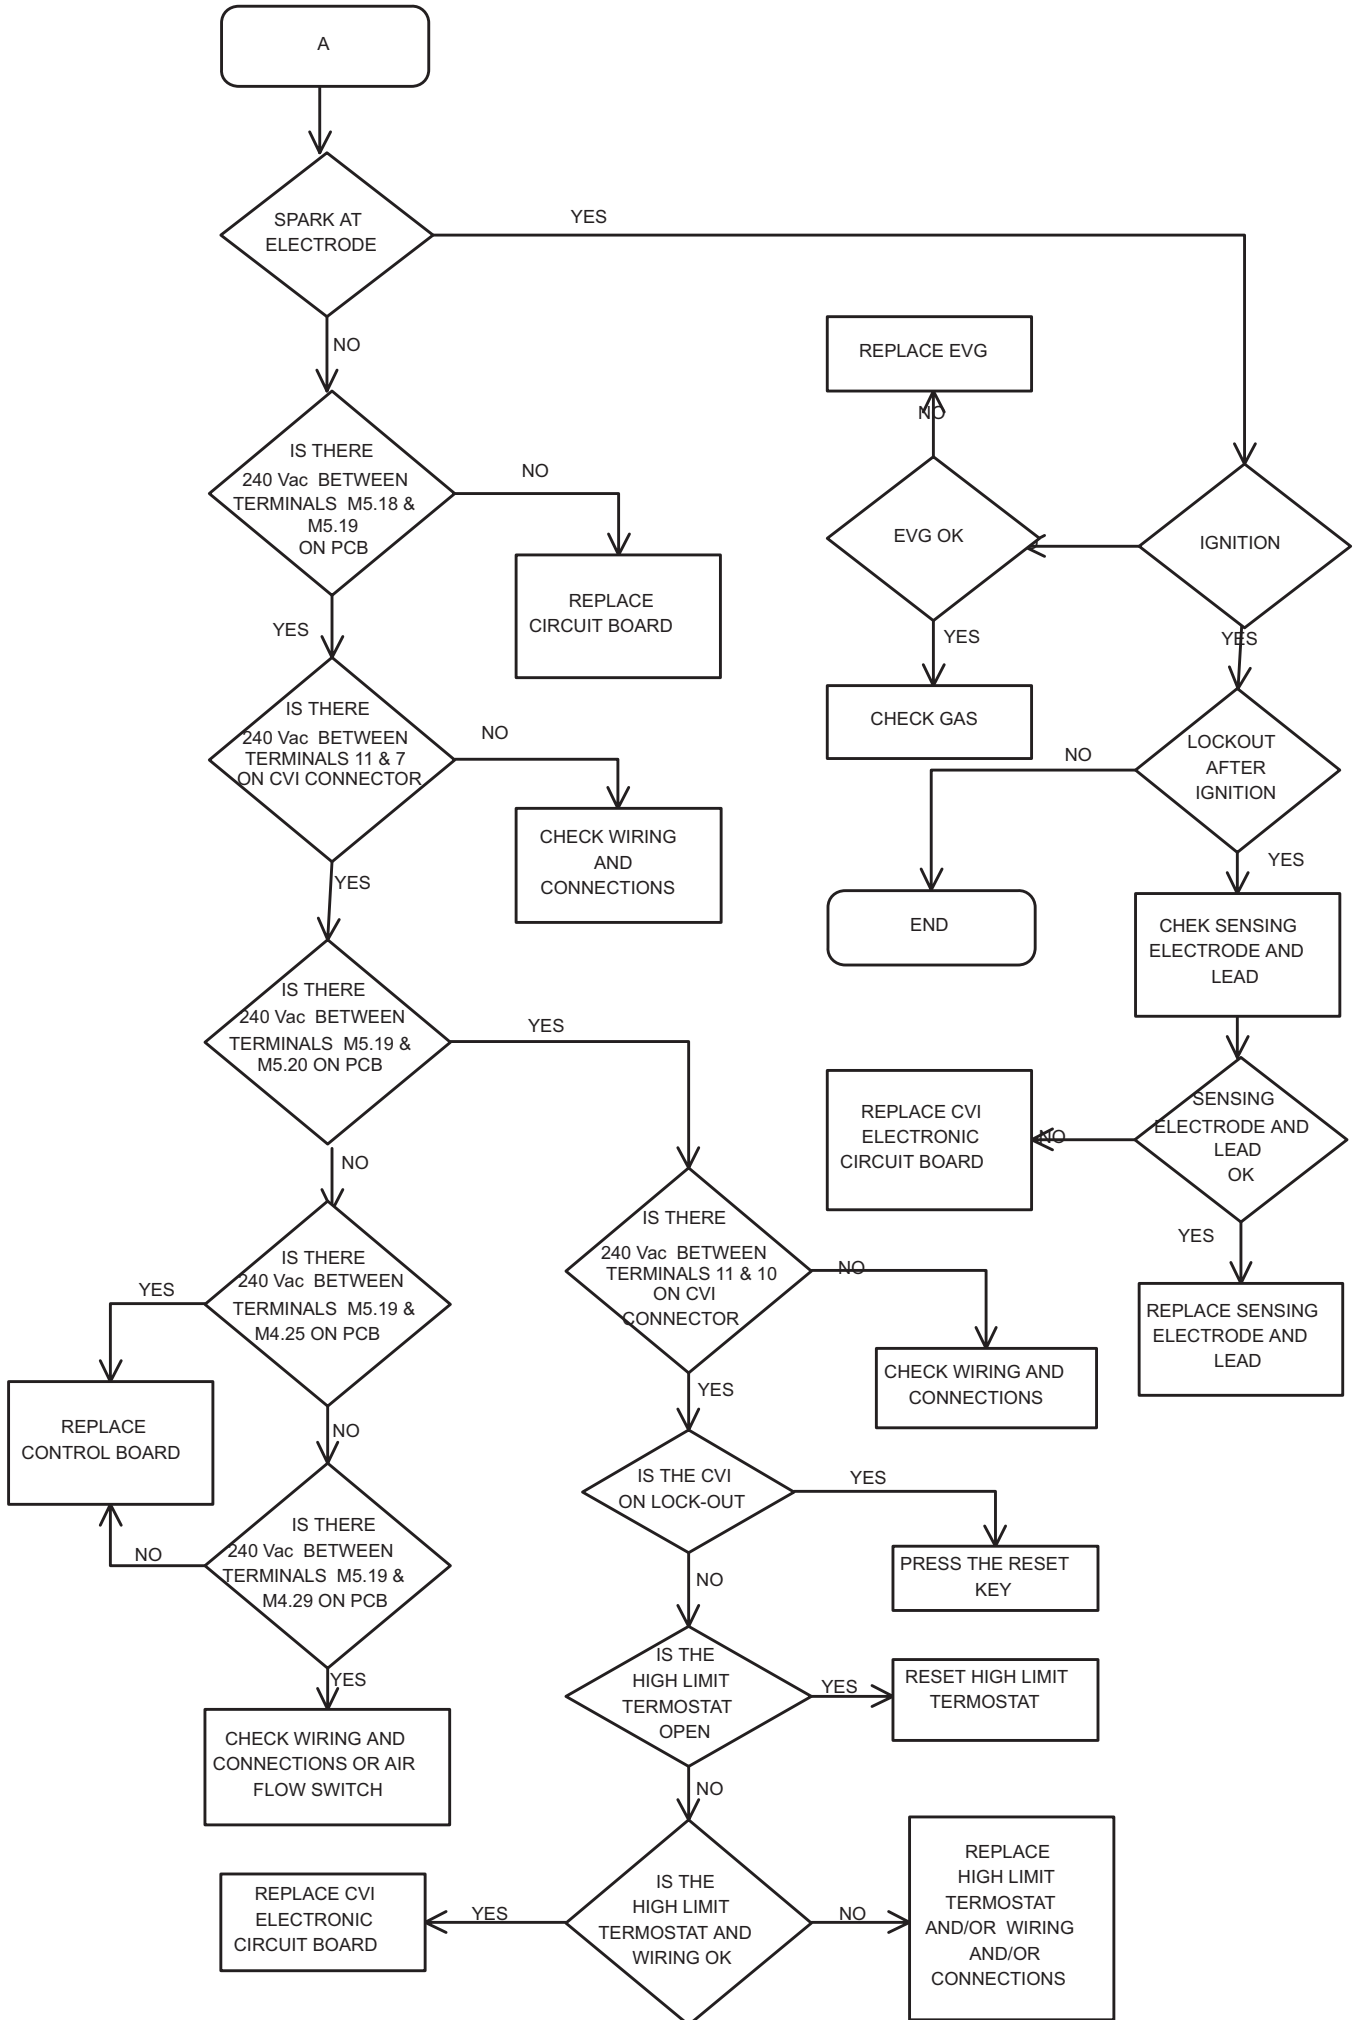 A
SPARK AT
ELECTRODE
YES
NO
REPLACE EVG
NO
IS THERE
240 Vac BETWEEN
TERMINALS M5.18 &
M5.19
ON PCB
NO
EVG OK
IGNITION
REPLACE
CIRCUIT BOARD
YES
YES
YES
IS THERE
240 Vac BETWEEN
TERMINALS 11 & 7
ON CVI CONNECTOR
NO
CHECK GAS
LOCKOUT
AFTER
IGNITION
NO
CHECK WIRING
AND
CONNECTIONS
YES
YES
END
CHEK SENSING
ELECTRODE AND
LEAD
IS THERE
240 Vac BETWEEN
TERMINALS M5.19 &
M5.20 ON PCB
YES
REPLACE CVI
ELECTRONIC
CIRCUIT BOARD
NO
SENSING
ELECTRODE AND
LEAD
OK
NO
IS THERE
240 Vac BETWEEN
TERMINALS 11 & 10
ON CVI
CONNECTOR
NO
YES
IS THERE
240 Vac BETWEEN
TERMINALS M5.19 &
M4.25 ON PCB
YES
REPLACE SENSING
ELECTRODE AND
LEAD
CHECK WIRING AND
CONNECTIONS
YES
REPLACE
CONTROL BOARD
NO
IS THE CVI
ON LOCK-OUT
YES
IS THERE
240 Vac BETWEEN
TERMINALS M5.19 &
M4.29 ON PCB
NO
PRESS THE RESET
KEY
NO
YES
IS THE
HIGH LIMIT
TERMOSTAT
OPEN
YES
RESET HIGH LIMIT
TERMOSTAT
CHECK WIRING AND
CONNECTIONS OR AIR
FLOW SWITCH
NO
REPLACE CVI
ELECTRONIC
CIRCUIT BOARD
YES
IS THE
HIGH LIMIT
TERMOSTAT AND
WIRING OK
NO
REPLACE
HIGH LIMIT
TERMOSTAT
AND/OR WIRING
AND/OR
CONNECTIONS